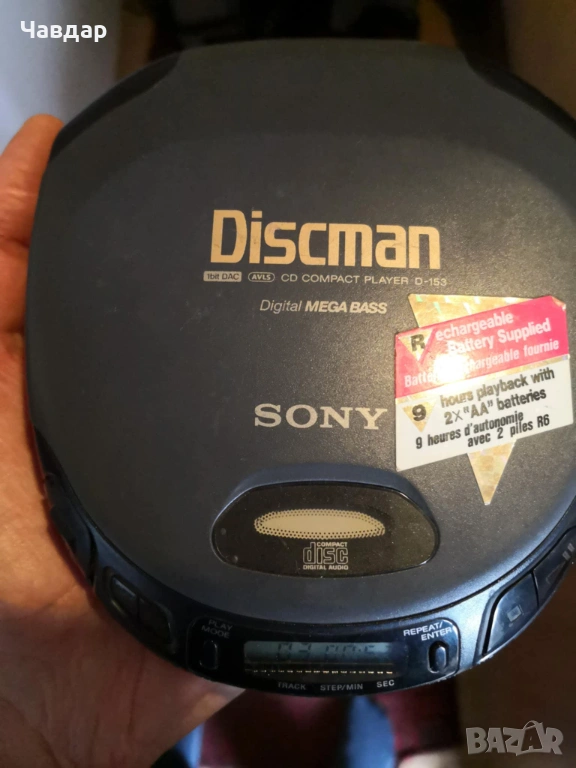 Чавдар
Discman
1bit DAC AVLS CD COMPACT PLAYER D-153
Digital MEGA BASS
Rechargeable
Battery Supplied
rechargeable fournie
SONY
9 hours playback with
2X "AA" batteries
9 heures d'autonomie
avec 2 piles R6
COMPACT
disc
DIGITAL AUDIO
PLAY
MODE
REPEAT/
ENTER
TRACK STEP/MIN SEC
BAZAR